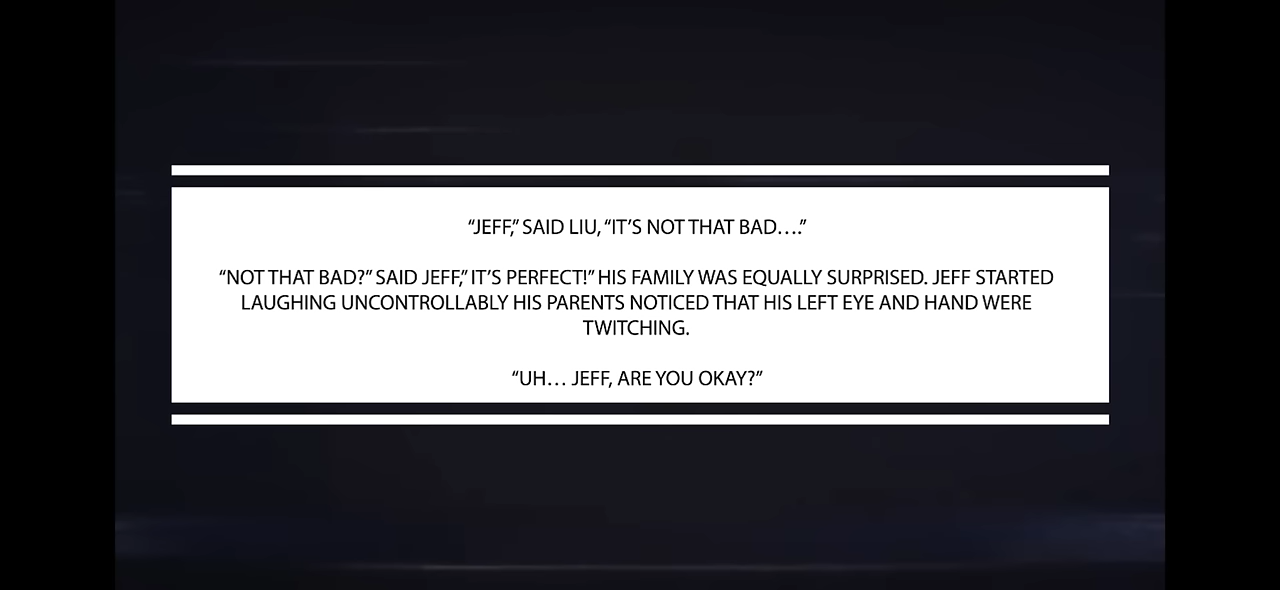 “JEFF,” SAID LIU, “IT’S NOT THAT BAD….”
“NOT THAT BAD?” SAID JEFF,” IT’S PERFECT!” HIS FAMILY WAS EQUALLY SURPRISED. JEFF STARTED
LAUGHING UNCONTROLLABLY HIS PARENTS NOTICED THAT HIS LEFT EYE AND HAND WERE
TWITCHING.
“UH… JEFF, ARE YOU OKAY?”